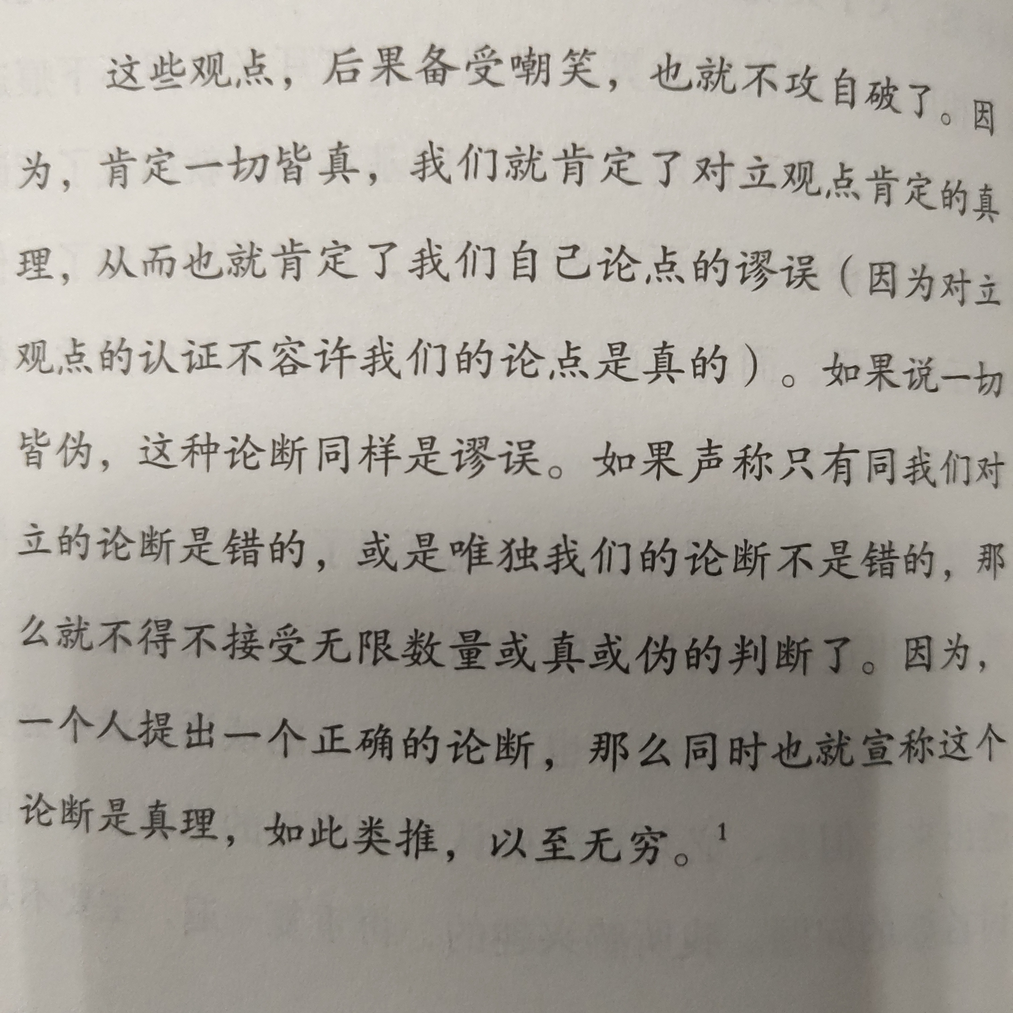 这些观点，后果备受嘲笑，也就不攻自破了。因
为，肯定一切皆真，我们就肯定了对立观点肯定的真
理，从而也就肯定了我们自己论点的谬误（因为对立
观点的认证不容许我们的论点是真的）。如果说一切
皆伪，这种论断同样是谬误。如果声称只有同我们对
立的论断是错的，或是唯独我们的论断不是错的，那
么就不得不接受无限数量或真或伪的判断了。因为，
一个人提出一个正确的论断，那么同时也就宣称这个
论断是真理，如此类推，以至无穷。1